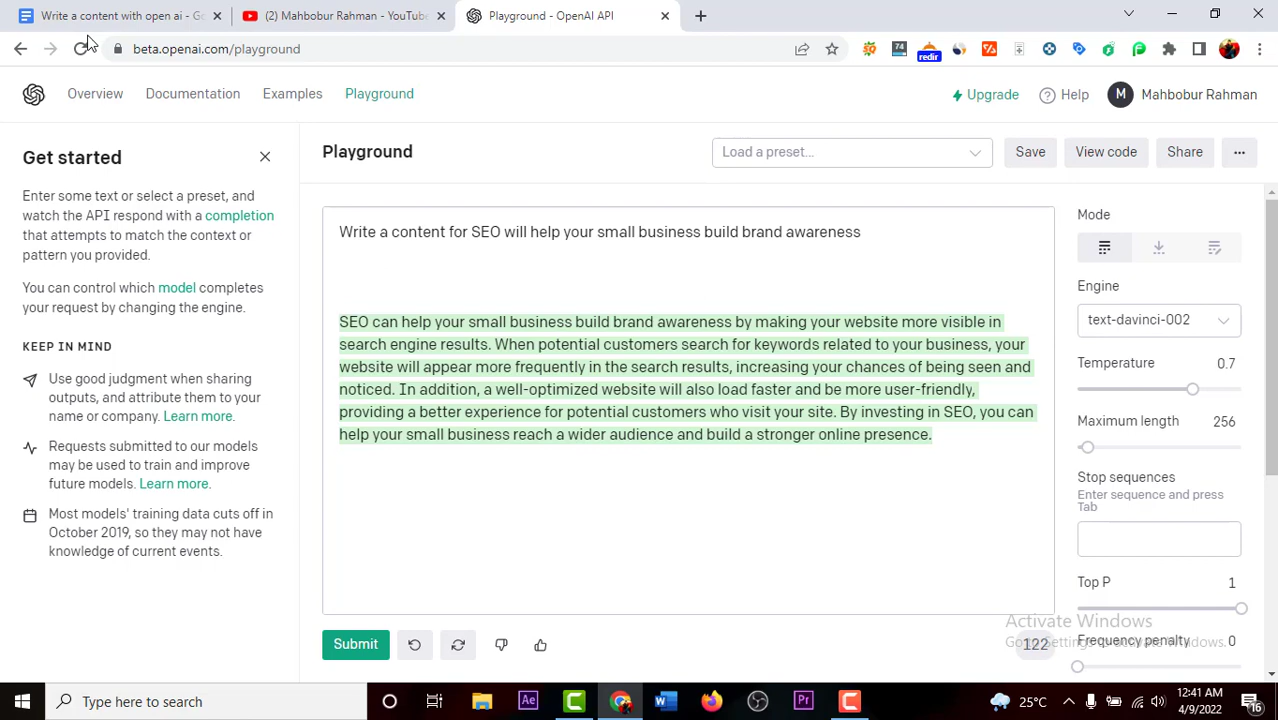 Write a content with open ai - Go
(2) Mahbobur Rahman - YouTube
Playground - OpenAI API
beta.openai.com/playground
74
redir
Overview
Documentation
Examples
Playground
Upgrade
Help
M
Mahbobur Rahman
Get started
Enter some text or select a preset, and
watch the API respond with a completion
that attempts to match the context or
pattern you provided.
You can control which model completes
your request by changing the engine.
KEEP IN MIND
Use good judgment when sharing
outputs, and attribute them to your
name or company. Learn more.
Requests submitted to our models
may be used to train and improve
future models. Learn more.
Most models' training data cuts off in
October 2019, so they may not have
knowledge of current events.
Playground
Load a preset...
Save
View code
Share
Write a content for SEO will help your small business build brand awareness
SEO can help your small business build brand awareness by making your website more visible in
search engine results. When potential customers search for keywords related to your business, your
website will appear more frequently in the search results, increasing your chances of being seen and
noticed. In addition, a well-optimized website will also load faster and be more user-friendly,
providing a better experience for potential customers who visit your site. By investing in SEO, you can
help your small business reach a wider audience and build a stronger online presence.
Submit
122
Mode
Engine
text-davinci-002
Temperature 0.7
Maximum length 256
Stop sequences
Enter sequence and press
Tab
Top P 1
Frequency penalty 0
Activate Windows
Go to Settings to activate Windows.
Type here to search
Ae
Pr
25°C
12:41 AM
4/9/2022
16